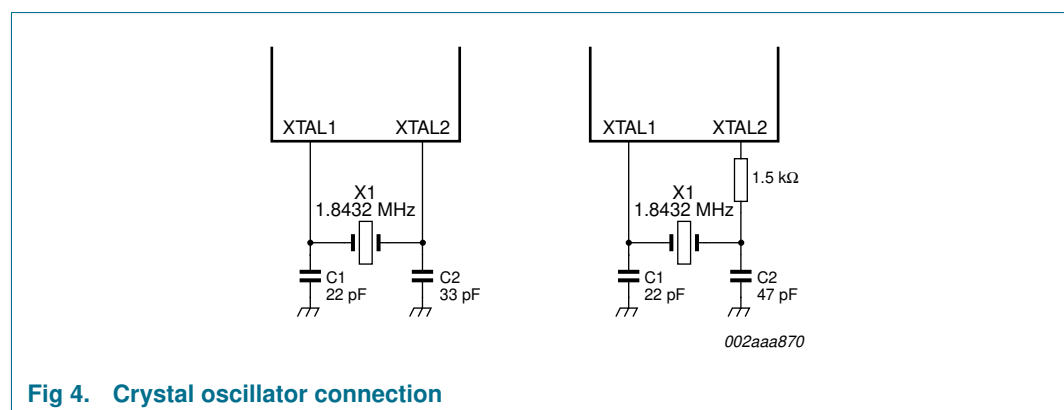 XTAL1 XTAL2
X1
1.8432 MHz
C1
22 pF
C2
33 pF
XTAL1 XTAL2
1.5 kΩ
X1
1.8432 MHz
C1
22 pF
C2
47 pF
002aaa870
Fig 4. Crystal oscillator connection